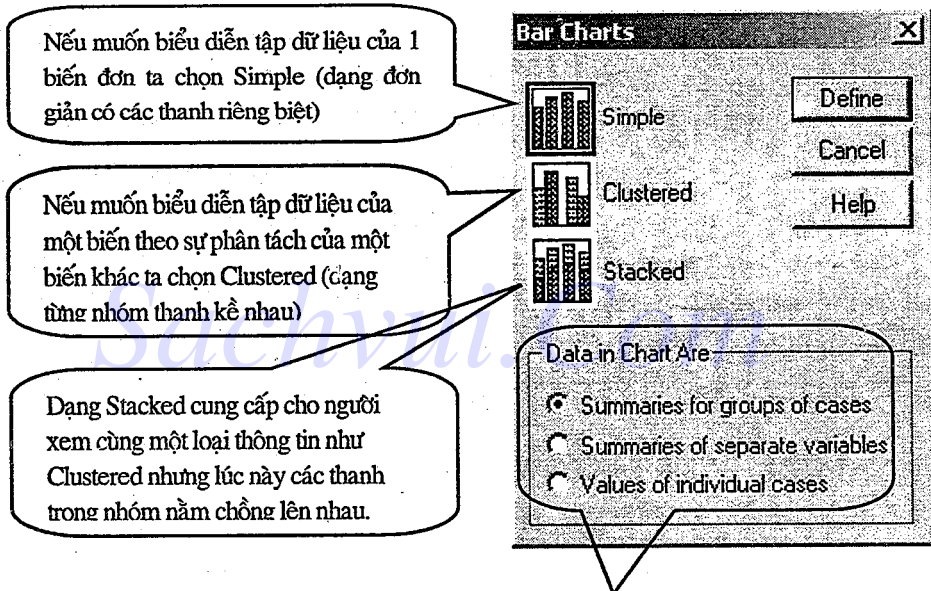 Nếu muốn biểu diễn tập dữ liệu của 1
biến đơn ta chọn Simple (dạng đơn
giản có các thanh riêng biệt)
Nếu muốn biểu diễn tập dữ liệu của
một biến theo sự phân tách của một
biến khác ta chọn Clustered (dạng
từng nhóm thanh kề nhau)
Dạng Stacked cung cấp cho người
xem cùng một loại thông tin như
Clustered nhưng lúc này các thanh
trong nhóm nằm chồng lên nhau.
Bar Charts
Simple
Clustered
Stacked
Define
Cancel
Help
Data in Chart Are
Summaries for groups of cases
Summaries of separate variables
Values of individual cases
Sachvui.Com